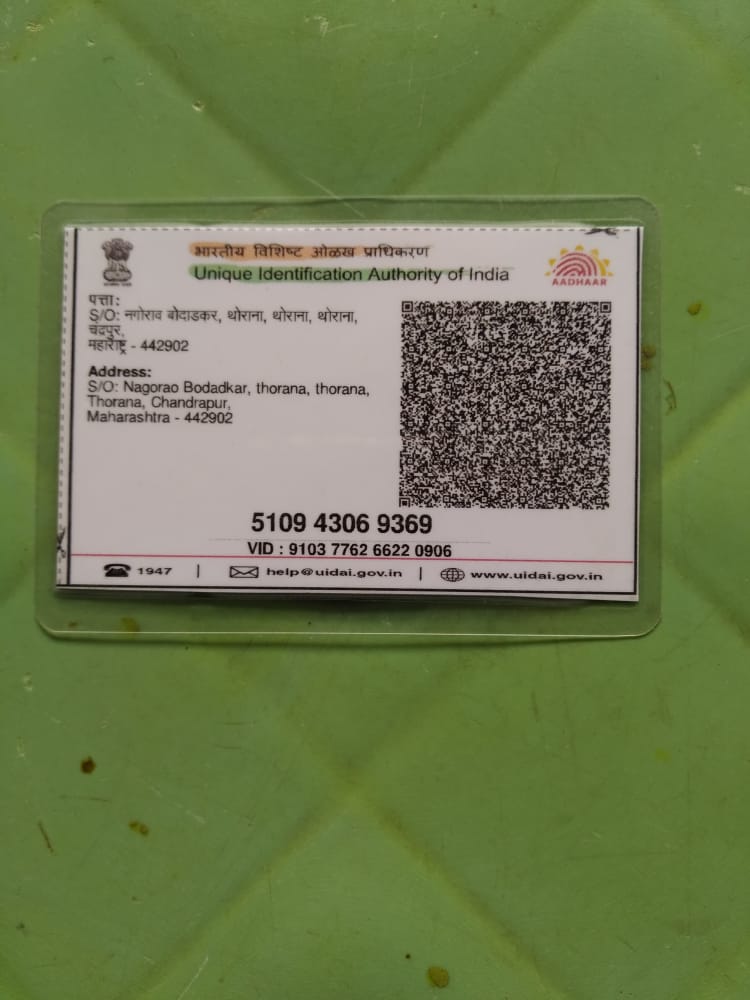 भारतीय विशिष्ट ओळख प्राधिकरण
Unique Identification Authority of India
AADHAAR
पत्ता:
S/O: नगोराव बोदाडकर, थोराना, थोराना, थोराना,
चंद्रपुर,
महाराष्ट्र - 442902
Address:
S/O: Nagorao Bodadkar, thorana, thorana,
Thorana, Chandrapur,
Maharashtra - 442902
5109 4306 9369
VID : 9103 7762 6622 0906
1947 | help@uidai.gov.in | www.uidai.gov.in